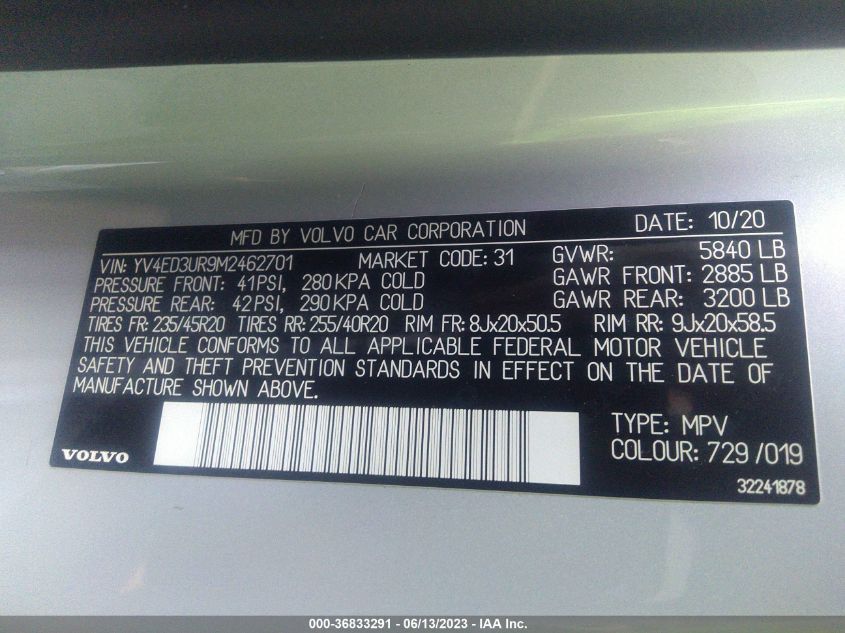 MFD BY VOLVO CAR CORPORATION DATE: 10/20
VIN: YV4ED3UR9M2462701 MARKET CODE: 31 GVWR: 5840 LB
PRESSURE FRONT: 41PSI, 280KPA COLD GAWR FRONT: 2885 LB
PRESSURE REAR: 42PSI, 290KPA COLD GAWR REAR: 3200 LB
TIRES FR: 235/45R20 TIRES RR: 255/40R20 RIM FR: 8Jx20x50.5 RIM RR: 9Jx20x58.5
THIS VEHICLE CONFORMS TO ALL APPLICABLE FEDERAL MOTOR VEHICLE
SAFETY AND THEFT PREVENTION STANDARDS IN EFFECT ON THE DATE OF
MANUFACTURE SHOWN ABOVE.
TYPE: MPV
VOLVO COLOUR: 729 /019
32241878
000-36833291 - 06/13/2023 - IAA Inc.